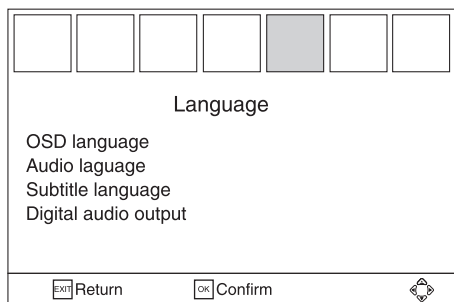 Language
OSD language
Audio laguage
Subtitle language
Digital audio output
EXIT Return OK Confirm